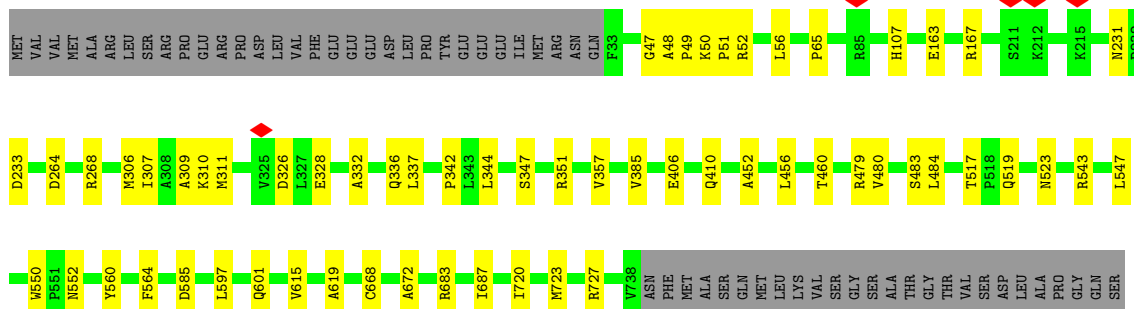 MET VAL VAL MET ALA ARG LEU SER ARG PRO GLU ARG PRO ASP LEU VAL PHE GLU GLU GLU ASP LEU PRO TYR GLU GLU GLU ILE MET ARG ASN GLN F33 G47 A48 P49 K50 P51 R52 L56 P65 R85 H107 E163 R167 S211 K212 K215 N231
D233 D264 R268 M306 I307 A308 A309 K310 M311 V325 D326 L327 E328 A332 Q336 L337 P342 L343 L344 S347 R351 V357 V385 E406 Q410 A452 L456 T460 R479 V480 S483 L484 T517 P518 Q519 N523 R543 L547
W550 P551 N552 Y560 F564 D585 L597 Q601 V615 A619 C668 A672 R683 I687 I720 M723 R727 V738 ASN PHE MET ALA SER GLN MET LEU LYS VAL SER GLY SER ALA THR GLY THR VAL SER ASP LEU ALA PRO GLY GLN SER